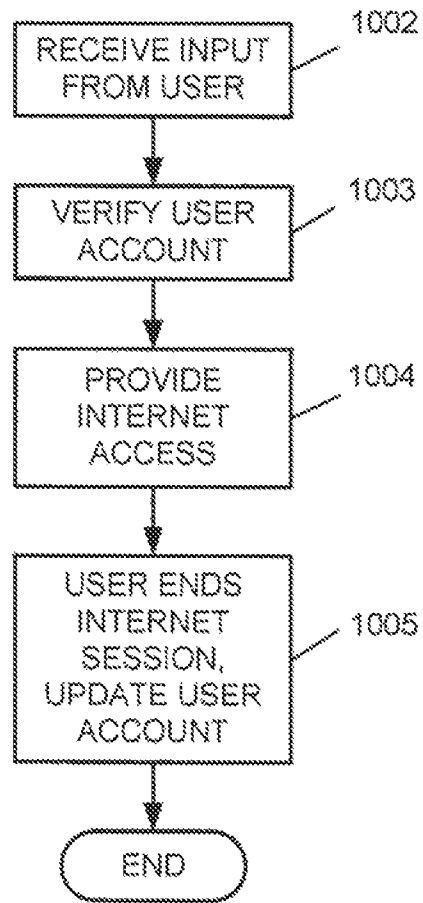 1002
RECEIVE INPUT
FROM USER
1003
VERIFY USER
ACCOUNT
1004
PROVIDE
INTERNET
ACCESS
1005
USER ENDS
INTERNET
SESSION,
UPDATE USER
ACCOUNT
END